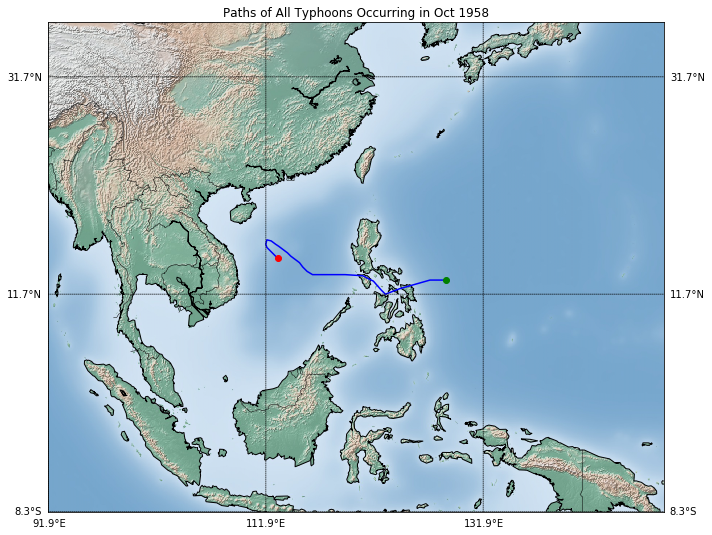 Paths of All Typhoons Occurring in Oct 1958
31.7°N 31.7°N
11.7°N 11.7°N
8.3°S 8.3°S
91.9°E 111.9°E 131.9°E